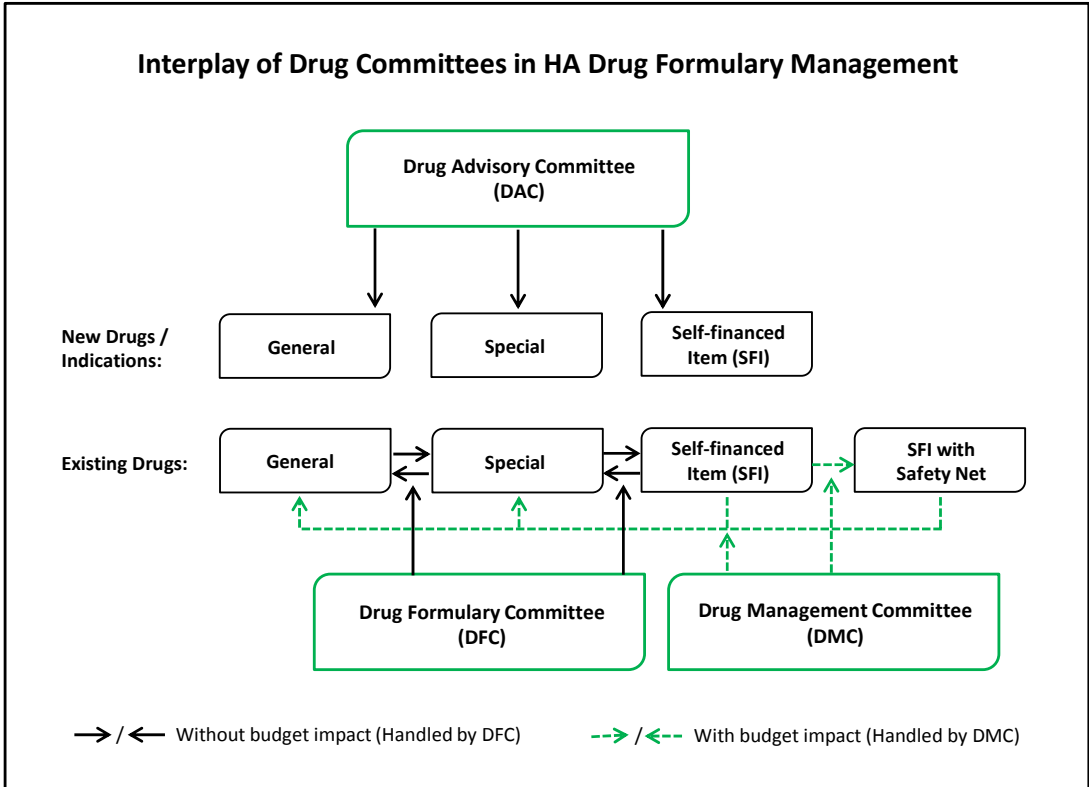 Interplay of Drug Committees in HA Drug Formulary Management
Drug Advisory Committee
(DAC)
New Drugs /
Indications:
General
Special
Self-financed
Item (SFI)
Existing Drugs:
General
Special
Self-financed
Item (SFI)
SFI with
Safety Net
Drug Formulary Committee
(DFC)
Drug Management Committee
(DMC)
/ Without budget impact (Handled by DFC)
/ With budget impact (Handled by DMC)